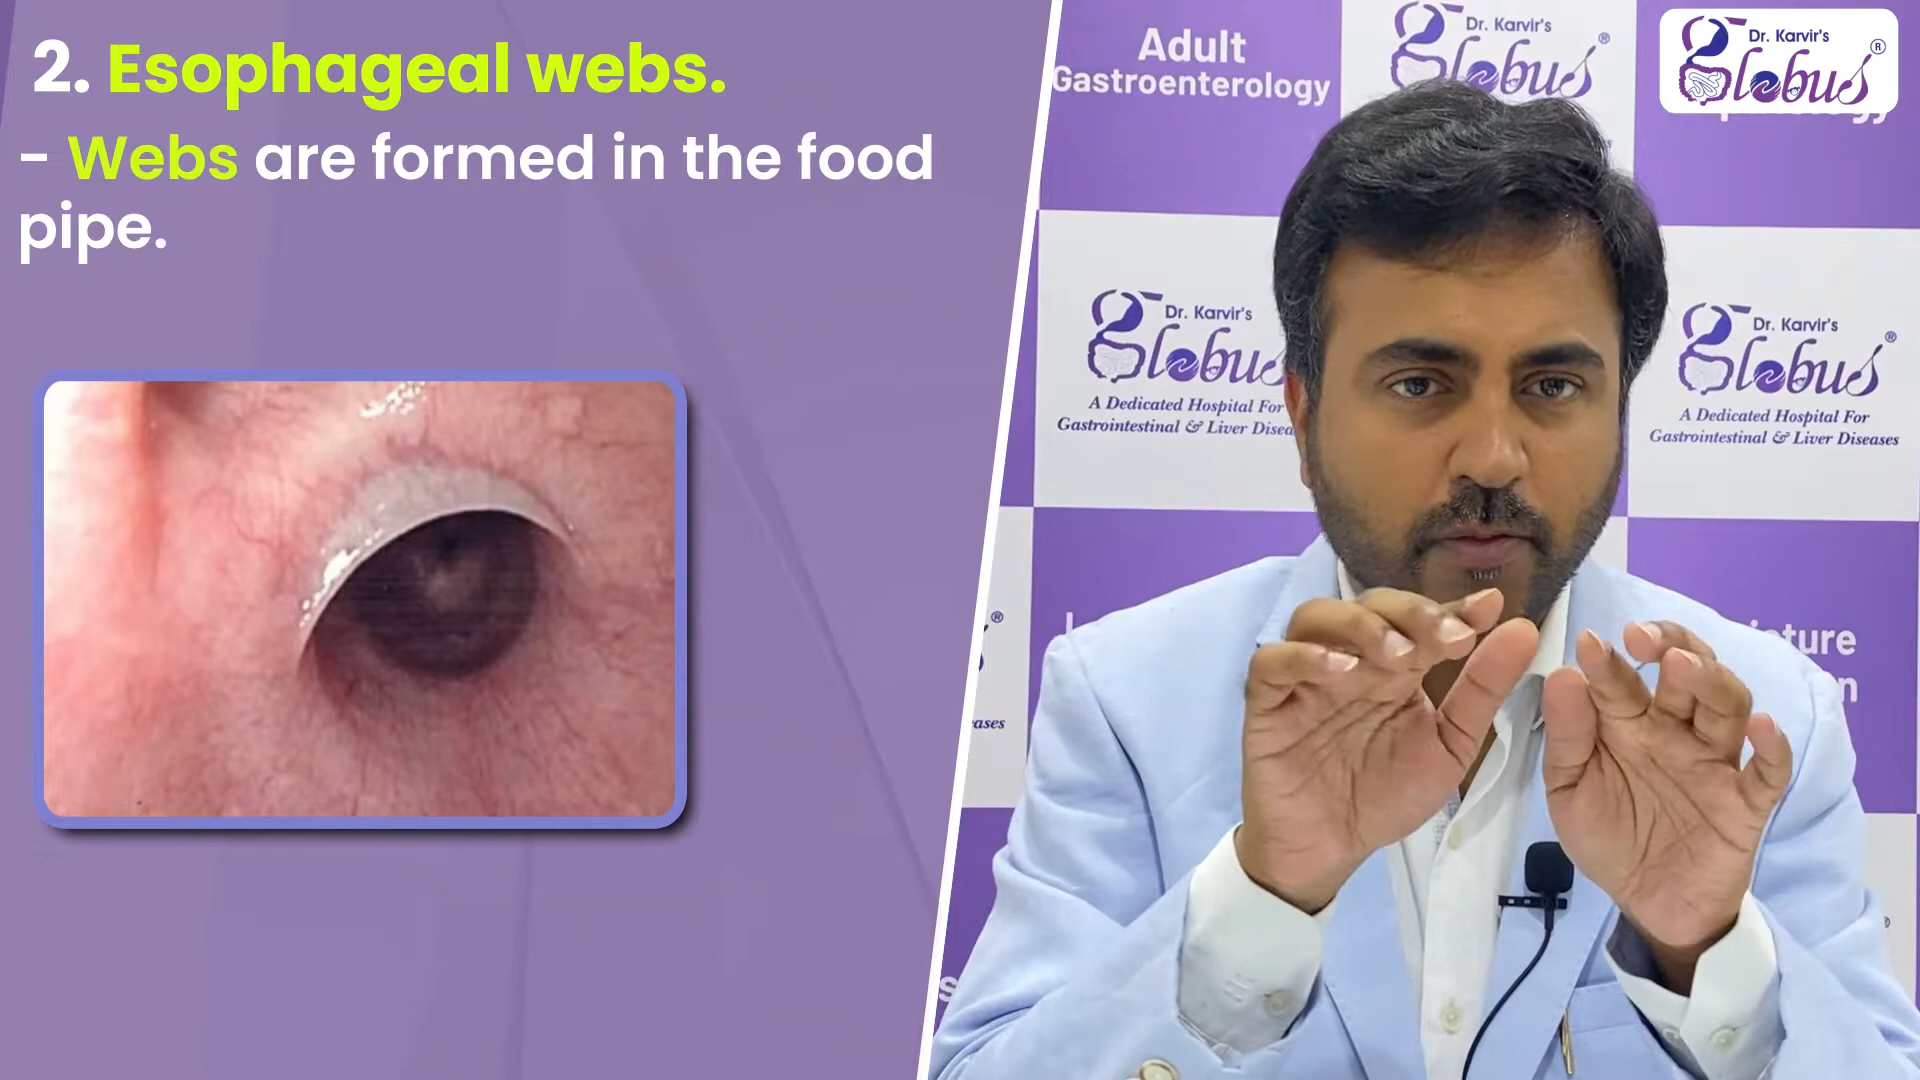 2. Esophageal webs.
- Webs are formed in the food
pipe.
Adult
Gastroenterology
Dr. Karvir's
Globus
®
Dr. Karvir's
Globus
®
Dr. Karvir's
Globus
A Dedicated Hospital For
Gastrointestinal & Liver
Dr. Karvir's
Globus
®
A Dedicated Hospital For
Gastrointestinal & Liver Diseases
®